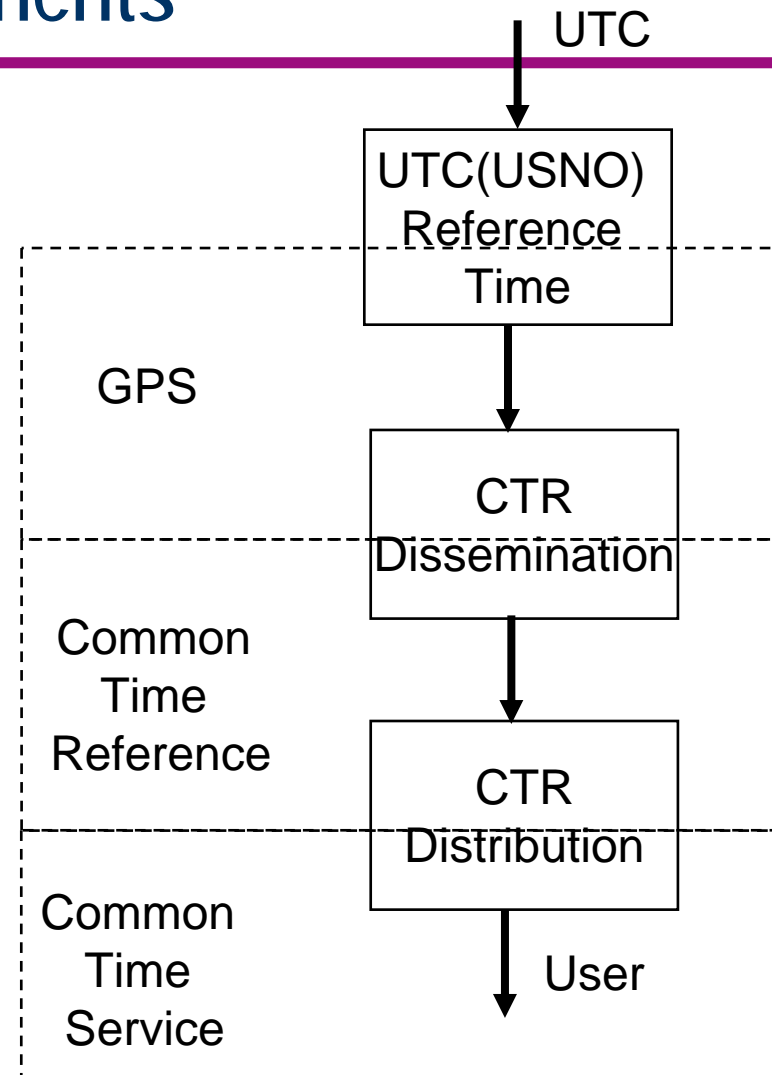 UTC
UTC(USNO)
Reference
Time
GPS
CTR
Dissemination
Common
Time
Reference
CTR
Distribution
Common
Time
Service
User